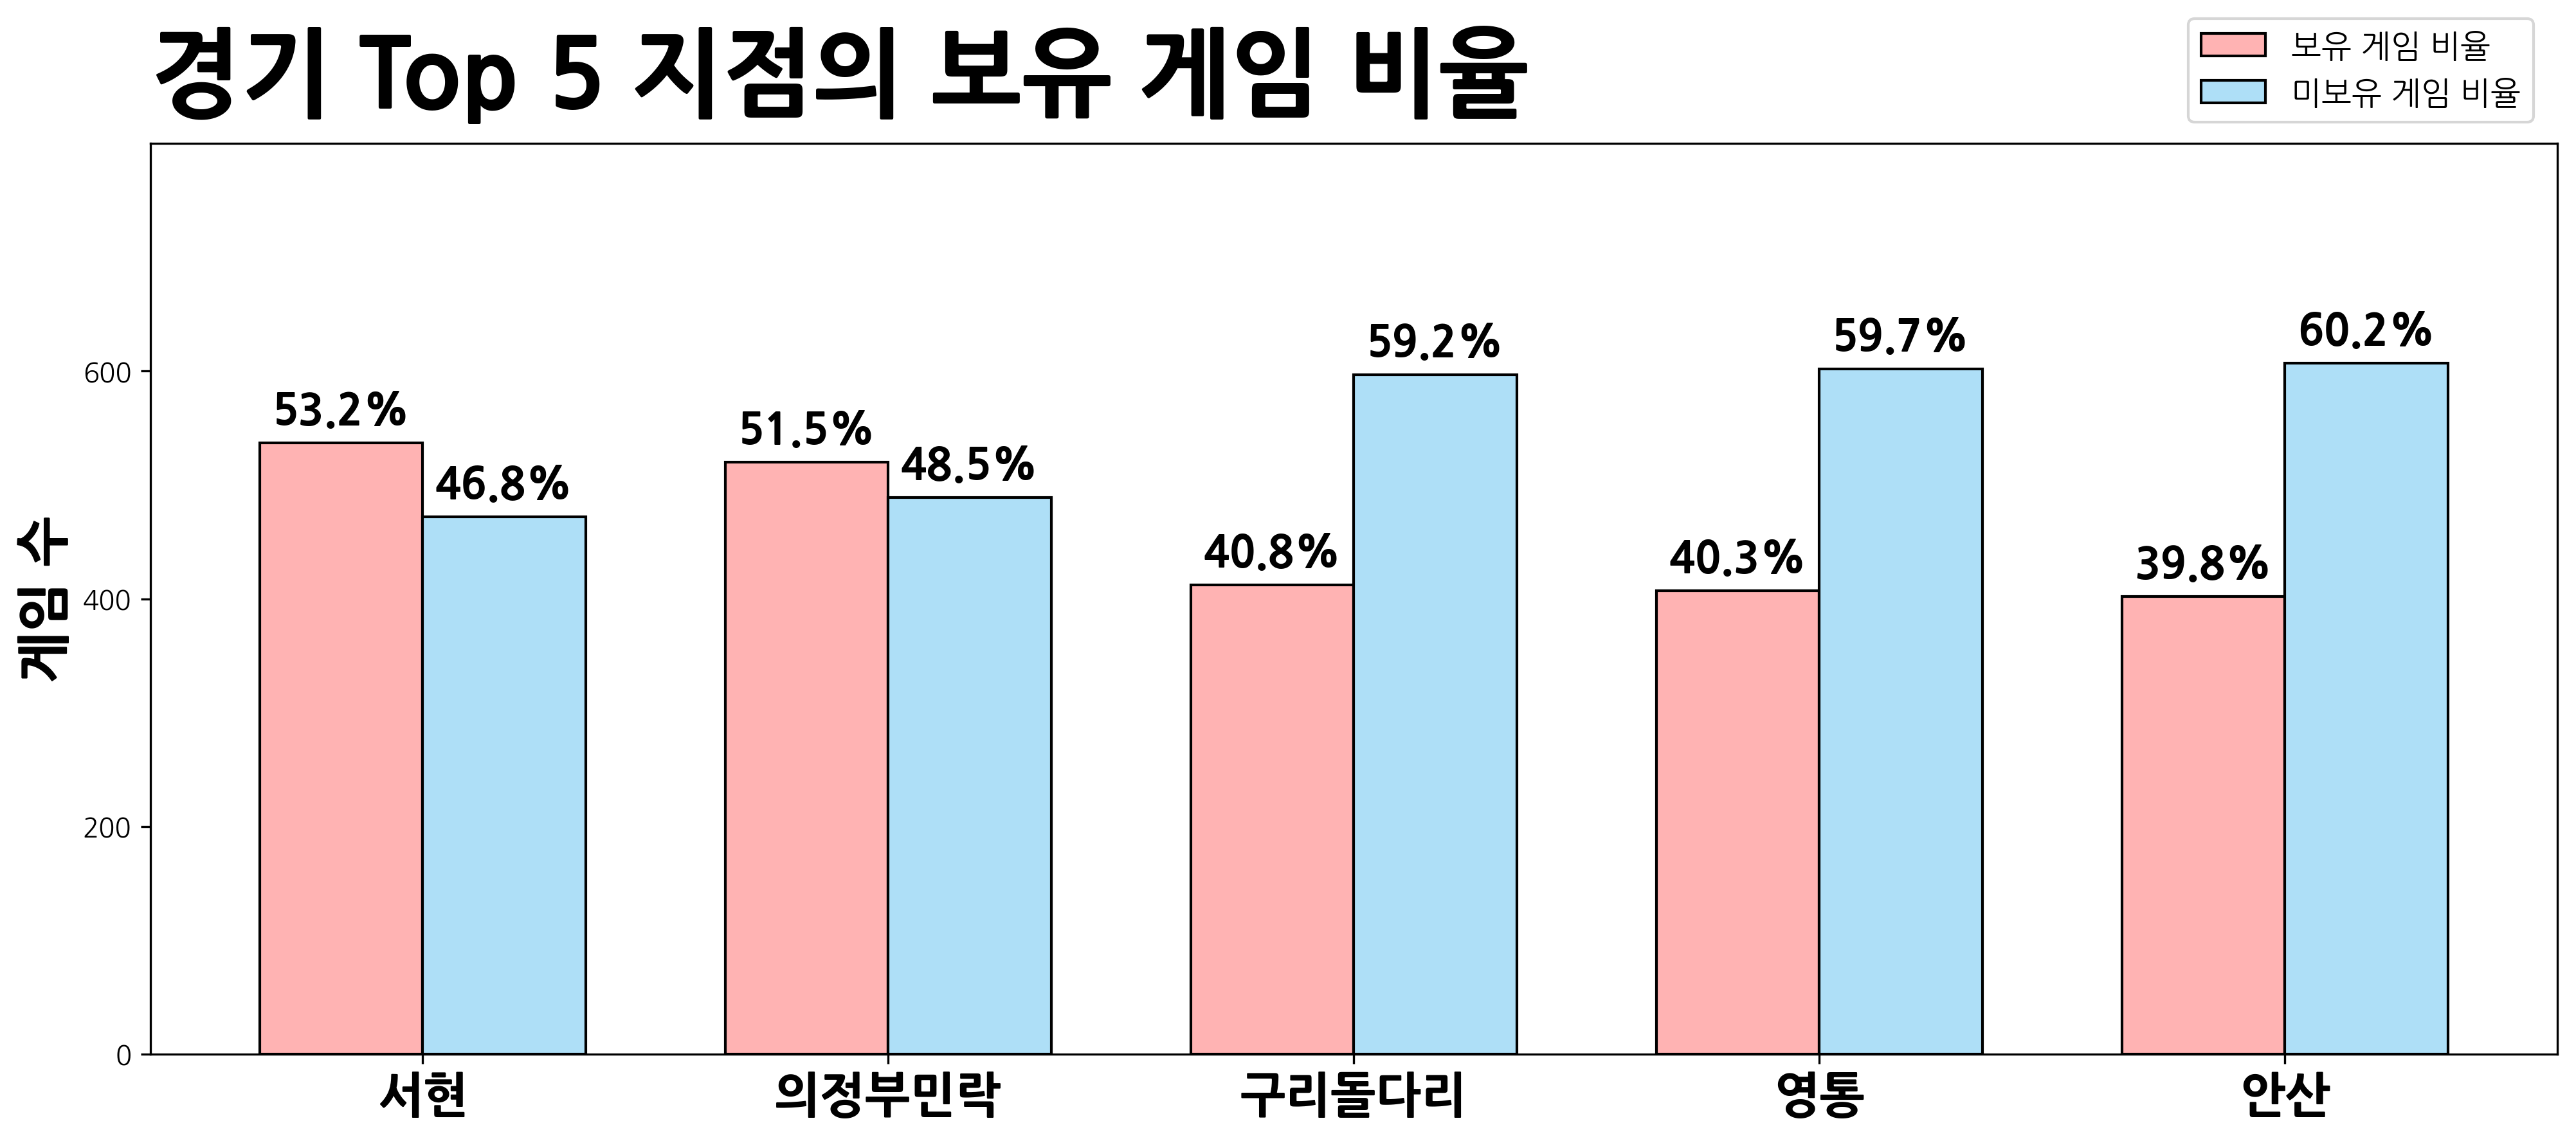 경기 Top 5 지점의 보유 게임 비율
보유 게임 비율
미보유 게임 비율
게임 수
600
400
200
0
53.2%
46.8%
51.5%
48.5%
40.8%
59.2%
40.3%
59.7%
39.8%
60.2%
서현
의정부민락
구리돌다리
영통
안산